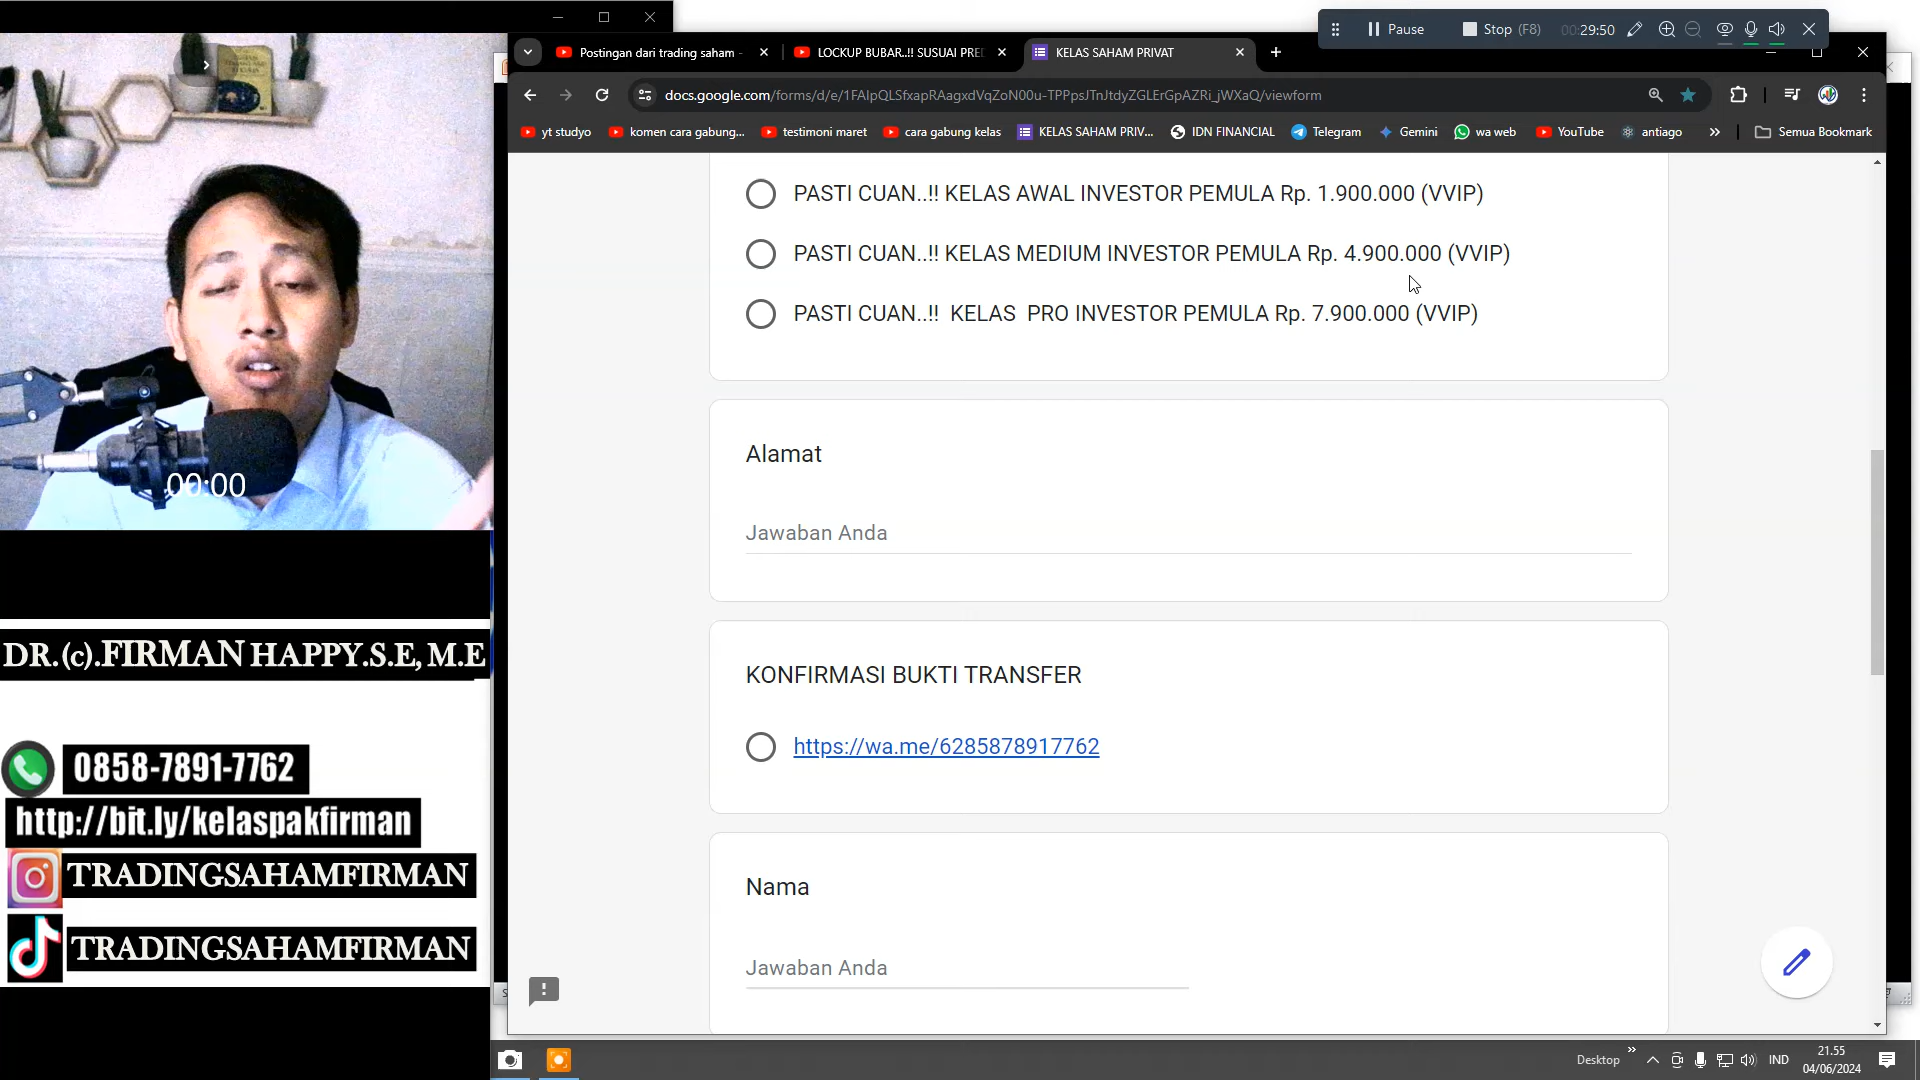 Pause
Stop (F8)
00:29:50
Postingan dari trading saham -
LOCKUP BUBAR..!! SUSUAI PRE
KELAS SAHAM PRIVAT
docs.google.com/forms/d/e/1FAIpQLSfxapRAagxdVqZoN00u-TPPpsJTnJtdyZGLErGpAZRi_jWXaQ/viewform
yt studyo
komen cara gabung...
testimoni maret
cara gabung kelas
KELAS SAHAM PRIV...
IDN FINANCIAL
Telegram
Gemini
wa web
YouTube
antiago
Semua Bookmark
PASTI CUAN..!! KELAS AWAL INVESTOR PEMULA Rp. 1.900.000 (VVIP)
PASTI CUAN..!! KELAS MEDIUM INVESTOR PEMULA Rp. 4.900.000 (VVIP)
PASTI CUAN..!! KELAS PRO INVESTOR PEMULA Rp. 7.900.000 (VVIP)
Alamat
Jawaban Anda
KONFIRMASI BUKTI TRANSFER
https://wa.me/6285878917762
Nama
Jawaban Anda
00:00
DR.(c).FIRMAN HAPPY.S.E, M.E
0858-7891-7762
http://bit.ly/kelaspakfirman
TRADINGSAHAMFIRMAN
TRADINGSAHAMFIRMAN
Desktop
IND
21.55
04/06/2024